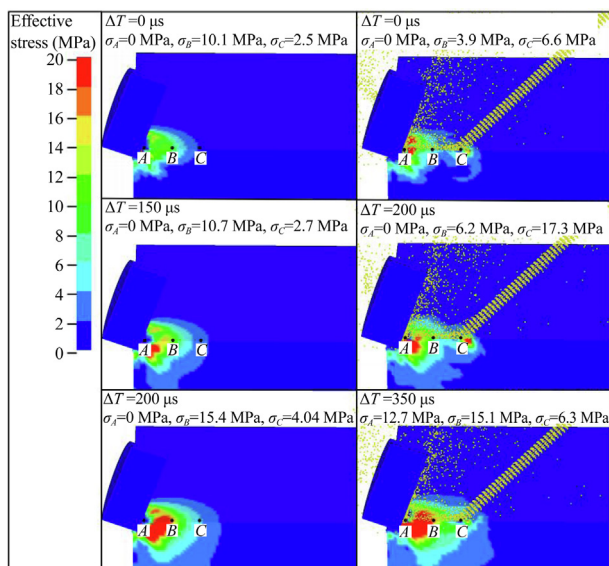 Effective
stress (MPa)
20
18
16
14
12
10
8
6
4
2
0
ΔT =0 μs
σA=0 MPa, σB=10.1 MPa, σC=2.5 MPa
A B C
ΔT =0 μs
σA=0 MPa, σB=3.9 MPa, σC=6.6 MPa
A B C
ΔT =150 μs
σA=0 MPa, σB=10.7 MPa, σC=2.7 MPa
A B C
ΔT =200 μs
σA=0 MPa, σB=6.2 MPa, σC=17.3 MPa
A B C
ΔT =200 μs
σA=0 MPa, σB=15.4 MPa, σC=4.04 MPa
A B C
ΔT =350 μs
σA=12.7 MPa, σB=15.1 MPa, σC=6.3 MPa
A B C